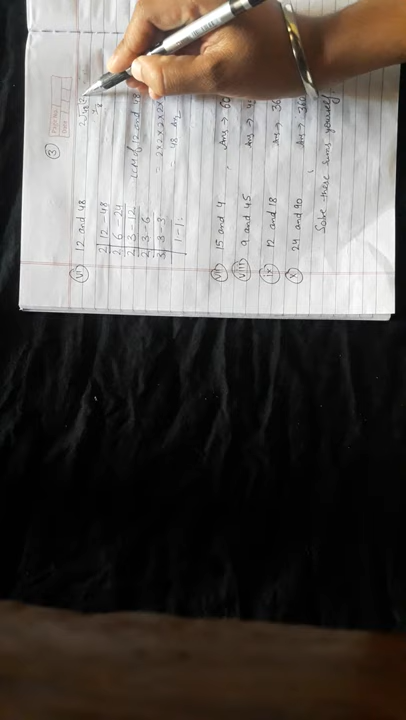 3
vi) 12 and 48
2 | 12 - 48
2 | 6 - 24
2 | 3 - 12
2 | 3 - 6
3 | 3 - 3
1 - 1
LCM of 12 and 48
= 2×2×2×2×
= 48 Ans
vii) 15 and 4, Ans → 60
viii) 9 and 45 Ans →
ix) 12 and 18 Ans → 36
x) 24 and 90 Ans → 360
Solve these sums yourself.